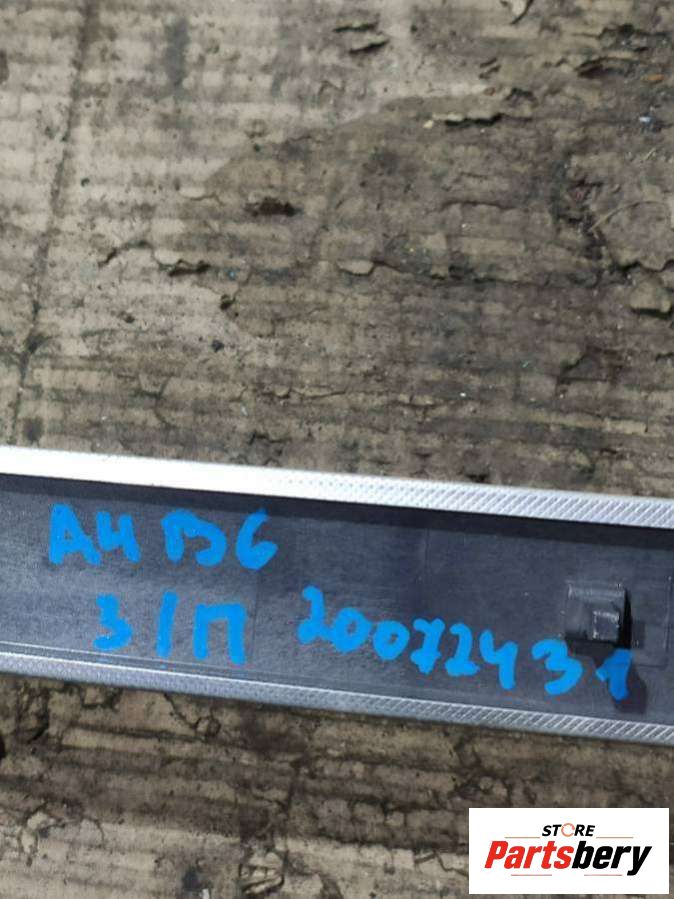 A4 B6
З/П 20072431
STORE
Partsbery